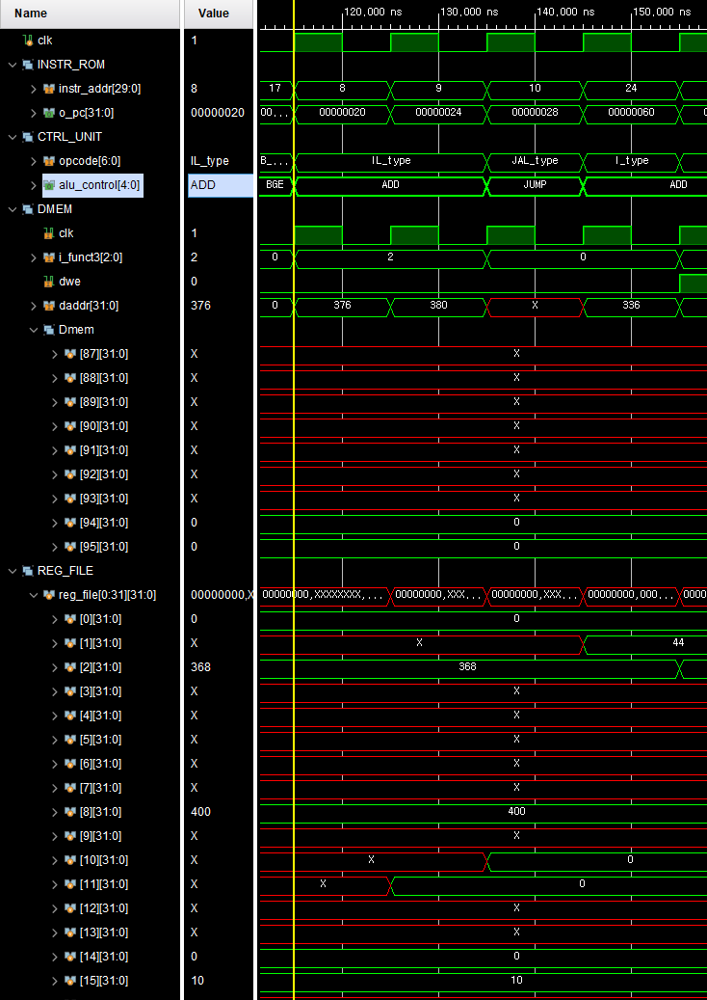 Name Value
120,000 ns 130,000 ns 140,000 ns 150,000 ns
clk 1
INSTR_ROM
instr_addr[29:0] 8 17 8 9 10 24
o_pc[31:0] 00000020 00... 00000020 00000024 00000028 00000060 0
CTRL_UNIT
opcode[6:0] IL_type B_... IL_type JAL_type I_type
alu_control[4:0] ADD BGE ADD JUMP ADD
DMEM
clk 1
i_funct3[2:0] 2 0 2 0
dwe 0
daddr[31:0] 376 0 376 380 X 336
Dmem
[87][31:0] X X
[88][31:0] X X
[89][31:0] X X
[90][31:0] X X
[91][31:0] X X
[92][31:0] X X
[93][31:0] X X
[94][31:0] 0 0
[95][31:0] 0 0
REG_FILE
reg_file[0:31][31:0] 00000000,X 00000000,XXXXXXXX,... 00000000,XXX... 00000000,XXX... 00000000,000... 0000
[0][31:0] 0 0
[1][31:0] X X 44
[2][31:0] 368 368
[3][31:0] X X
[4][31:0] X X
[5][31:0] X X
[6][31:0] X X
[7][31:0] X X
[8][31:0] 400 400
[9][31:0] X X
[10][31:0] X X 0
[11][31:0] X X 0
[12][31:0] X X
[13][31:0] X X
[14][31:0] 0 0
[15][31:0] 10 10